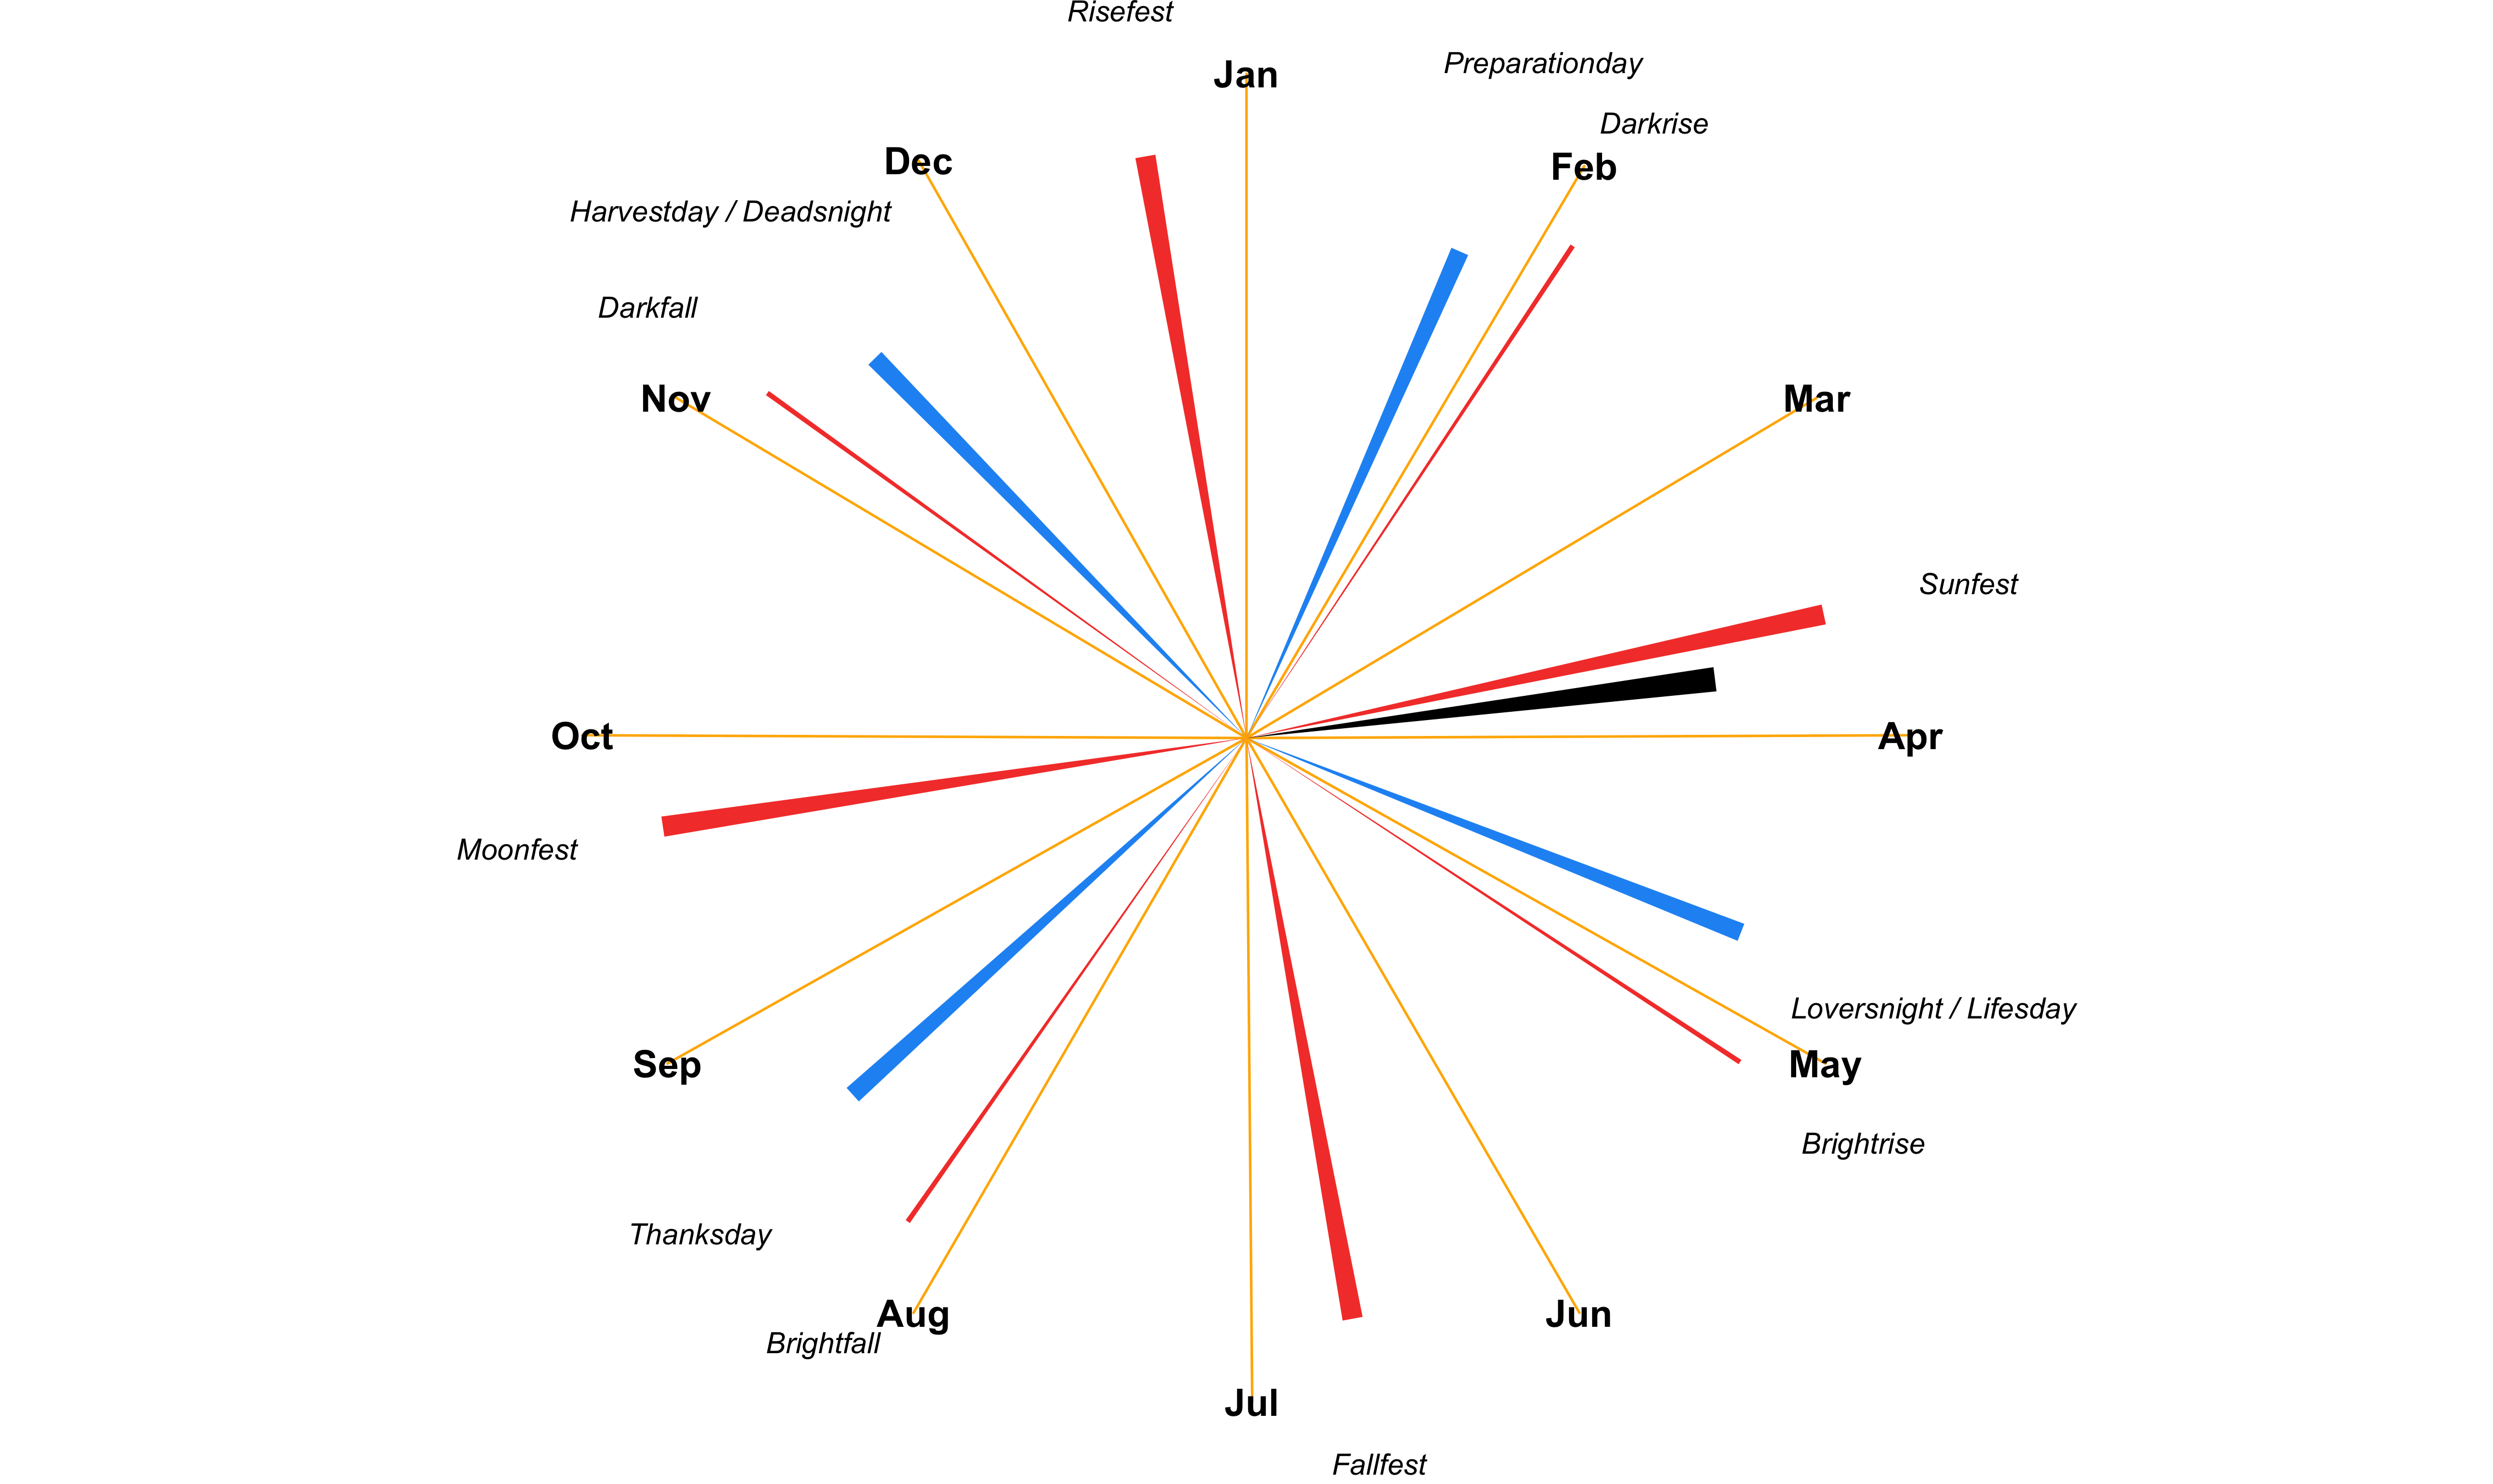 Risefest
Jan
Preparationday
Darkrise
Dec
Feb
Harvestday / Deadsnight
Darkfall
Nov
Mar
Sunfest
Oct
Apr
Moonfest
Loversnight / Lifesday
Sep
May
Brightrise
Thanksday
Aug
Jun
Brightfall
Jul
Fallfest